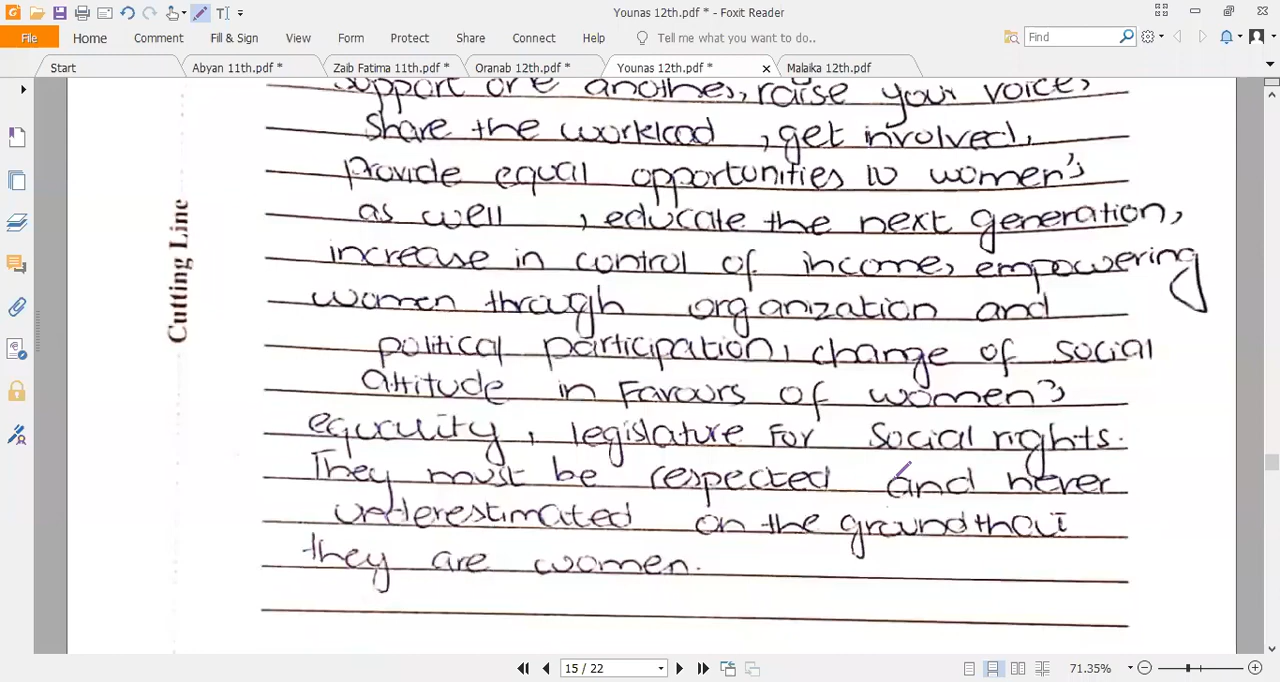 Younas 12th.pdf * - Foxit Reader
File Home Comment Fill & Sign View Form Protect Share Connect Help Tell me what you want to do.. Find
Start Abyan 11th.pdf * Zaib Fatima 11th.pdf * Oranab 12th.pdf * Younas 12th.pdf * Malaika 12th.pdf
support one another, raise your voice,
share the workload , get involved,
provide equal opportunities to women's
as well , educate the next generation,
increase in control of income, empowering
women through organization and
political participation, change of social
attitude in Favours of women's
, legislature For social rights.
They must be respected and never
underestimated on the ground that
they are women.
Cutting Line
15 / 22
71.35%